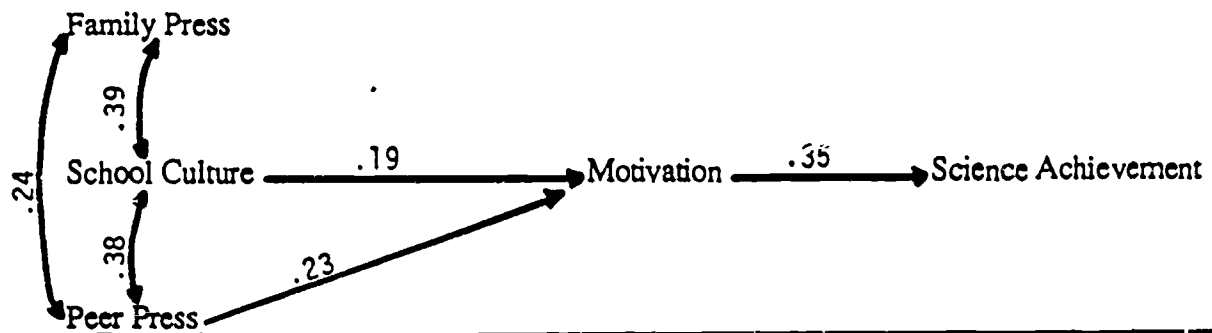 Family Press
.39
School Culture .19 Motivation .35 Science Achievement
.24
.38
.23
Peer Press